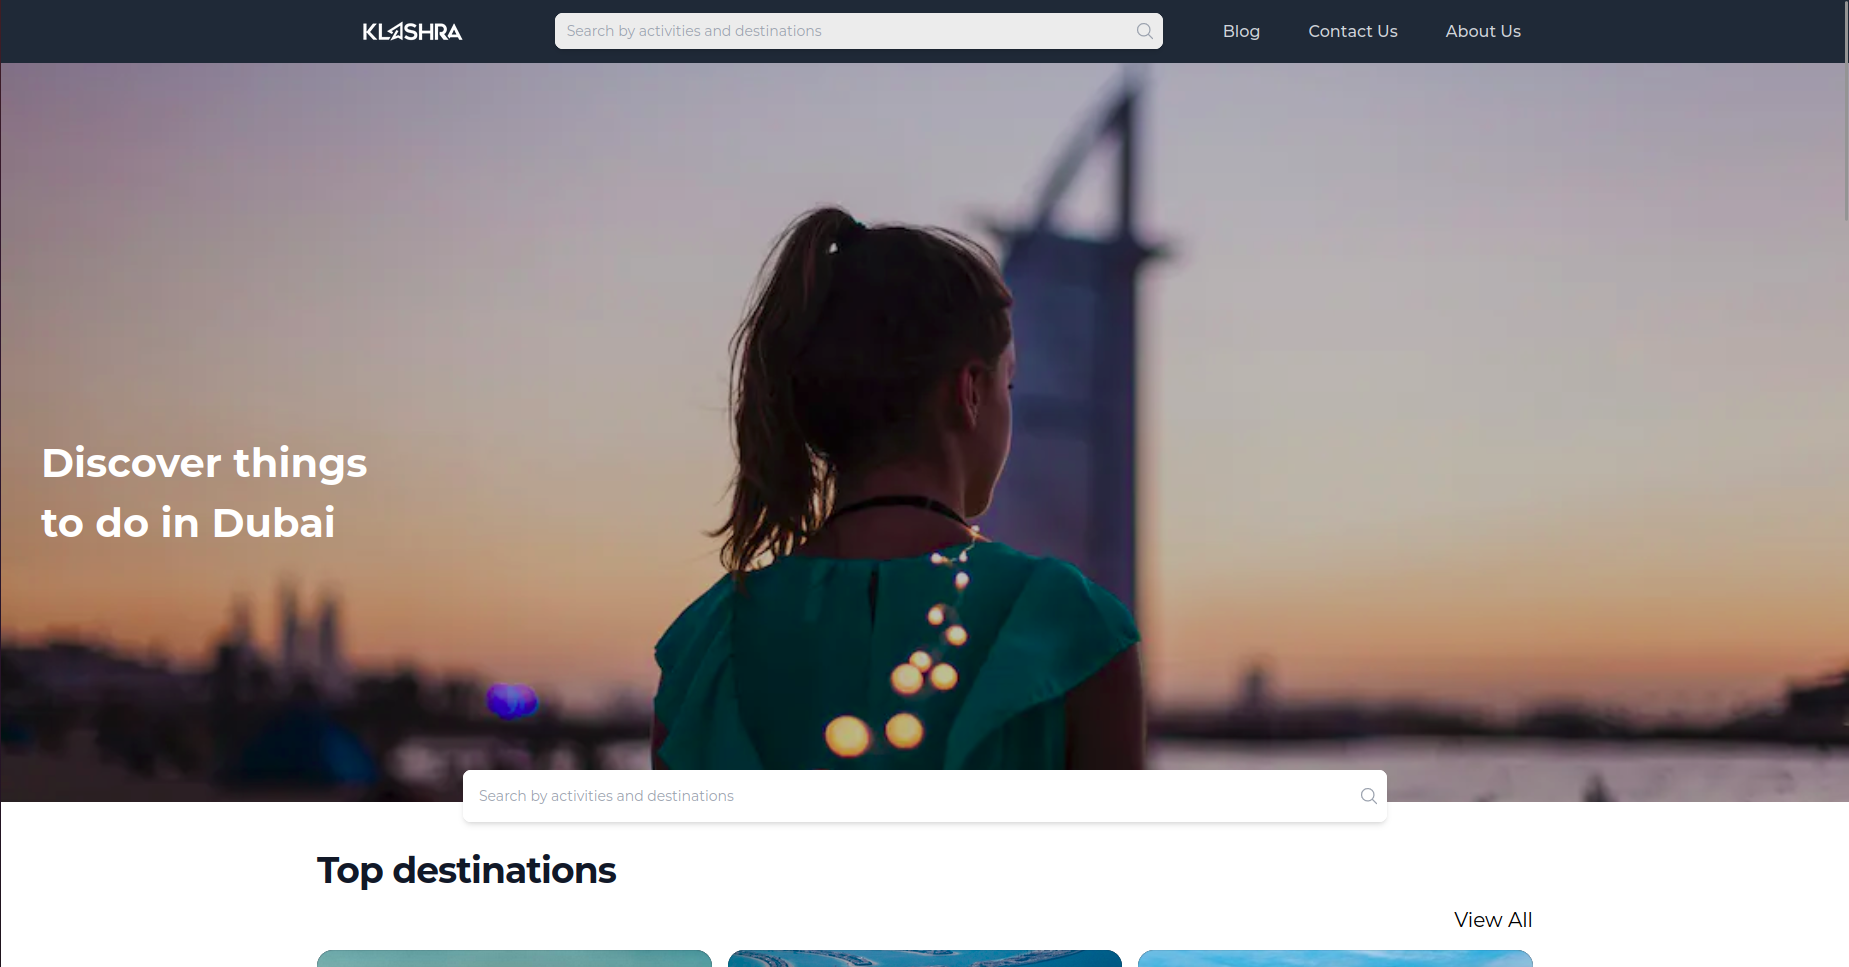 KLASHRA
Search by activities and destinations
Blog
Contact Us
About Us
Discover things
to do in Dubai
Search by activities and destinations
Top destinations
View All